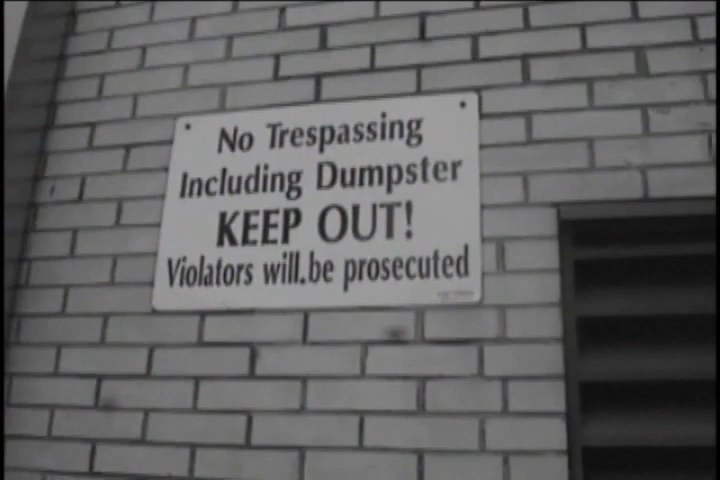 No Trespassing
Including Dumpster
KEEP OUT!
Violators will.be prosecuted